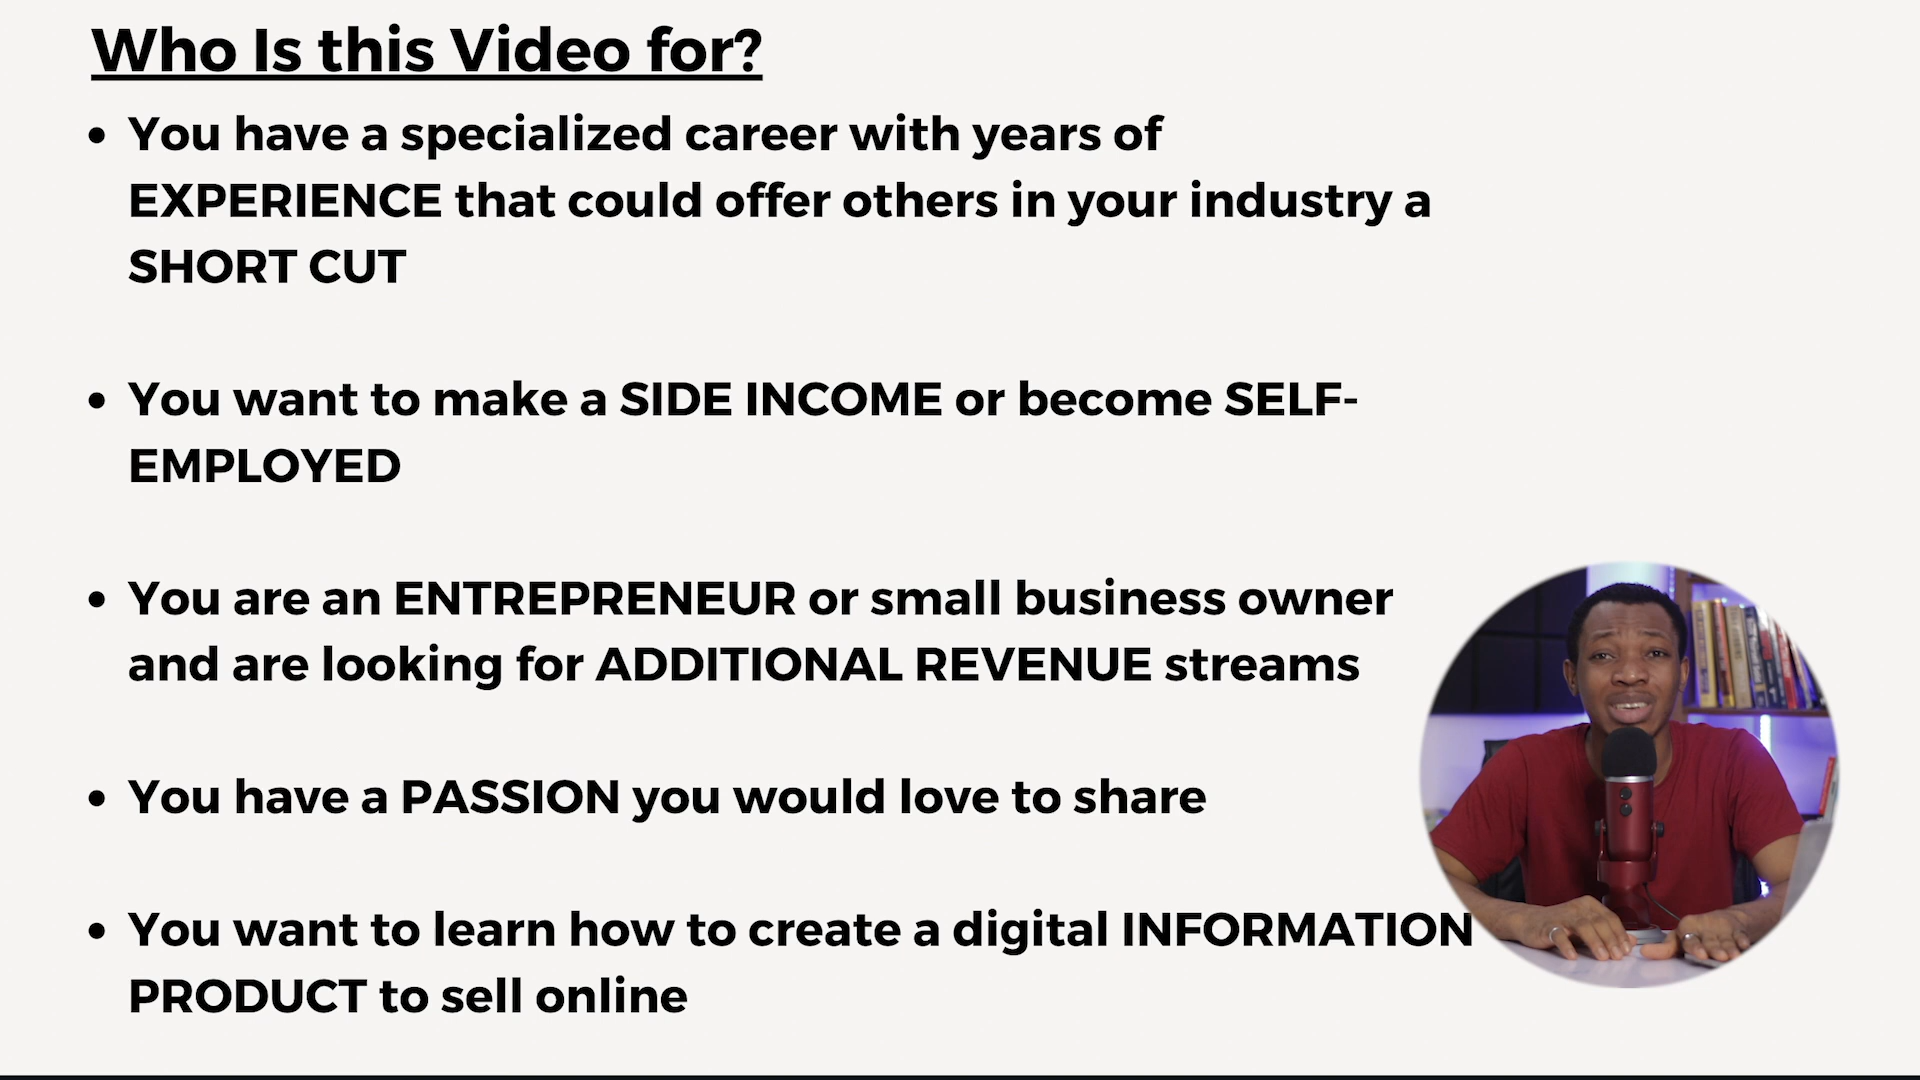 Who Is this Video for?
• You have a specialized career with years of
EXPERIENCE that could offer others in your industry a
SHORT CUT
• You want to make a SIDE INCOME or become SELF-
EMPLOYED
• You are an ENTREPRENEUR or small business owner
and are looking for ADDITIONAL REVENUE streams
• You have a PASSION you would love to share
• You want to learn how to create a digital INFORMATION
PRODUCT to sell online